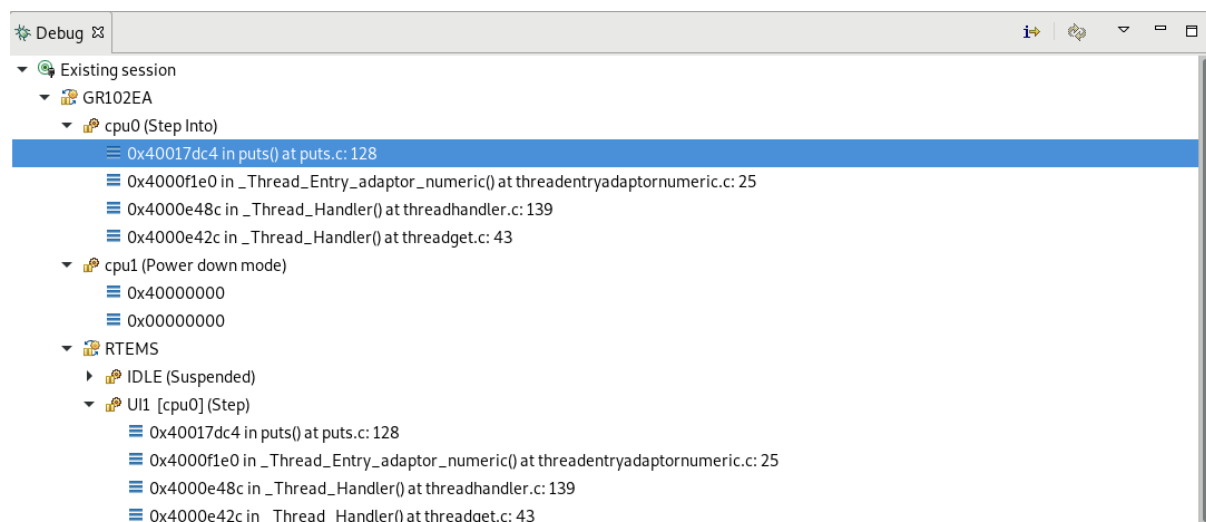 Debug
Existing session
GR102EA
cpu0 (Step Into)
0x40017dc4 in puts() at puts.c: 128
0x4000f1e0 in _Thread_Entry_adaptor_numeric() at threadentryadaptornumeric.c: 25
0x4000e48c in _Thread_Handler() at threadhandler.c: 139
0x4000e42c in _Thread_Handler() at threadget.c: 43
cpu1 (Power down mode)
0x40000000
0x00000000
RTEMS
IDLE (Suspended)
UI1 [cpu0] (Step)
0x40017dc4 in puts() at puts.c: 128
0x4000f1e0 in _Thread_Entry_adaptor_numeric() at threadentryadaptornumeric.c: 25
0x4000e48c in _Thread_Handler() at threadhandler.c: 139
0x4000e42c in _Thread_Handler() at threadget.c: 43